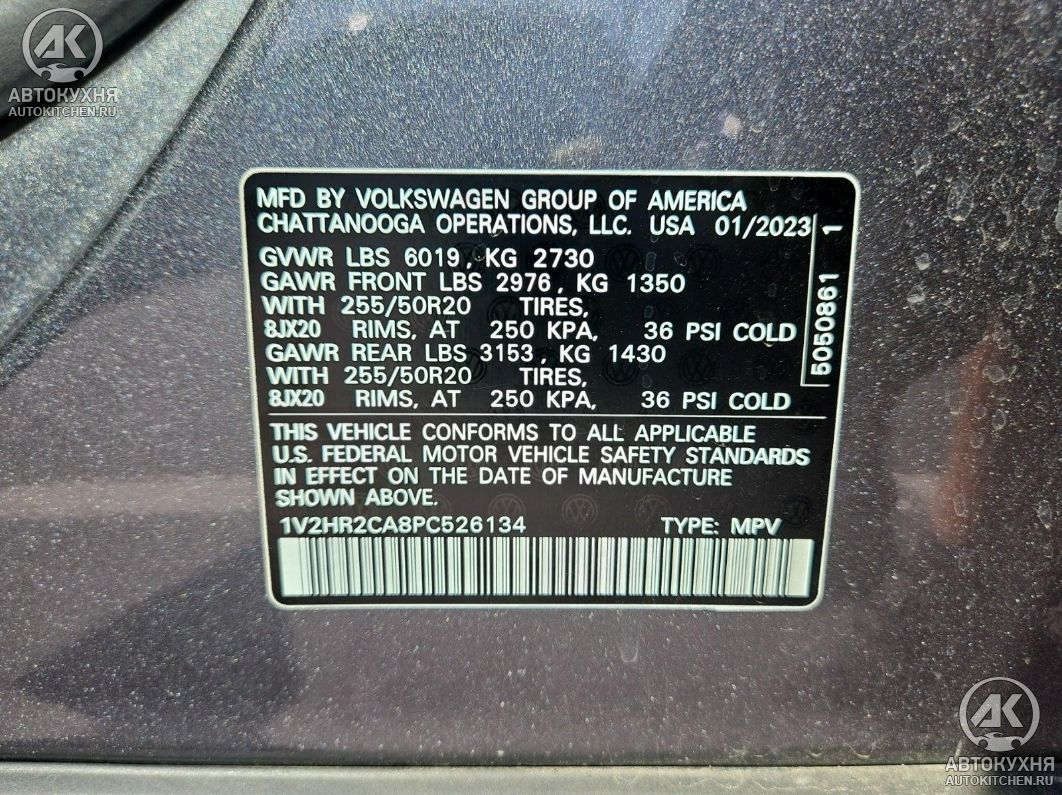 АК
АВТОКУХНЯ
AUTOKITCHEN.RU
MFD BY VOLKSWAGEN GROUP OF AMERICA
CHATTANOOGA OPERATIONS, LLC. USA 01/2023
GVWR LBS 6019, KG 2730
GAWR FRONT LBS 2976, KG 1350
WITH 255/50R20 TIRES,
8JX20 RIMS, AT 250 KPA, 36 PSI COLD
GAWR REAR LBS 3153, KG 1430
WITH 255/50R20 TIRES,
8JX20 RIMS, AT 250 KPA, 36 PSI COLD
5050861 1
THIS VEHICLE CONFORMS TO ALL APPLICABLE
U.S. FEDERAL MOTOR VEHICLE SAFETY STANDARDS
IN EFFECT ON THE DATE OF MANUFACTURE
SHOWN ABOVE.
1V2HR2CA8PC526134 TYPE: MPV
АК
АВТОКУХНЯ
AUTOKITCHEN.RU